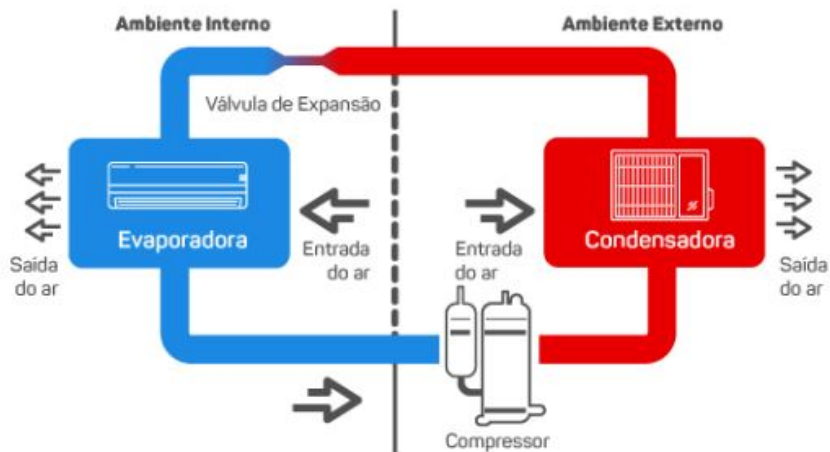 Ambiente Interno
Ambiente Externo
Válvula de Expansão
Evaporadora
Condensadora
Saída
do ar
Entrada
do ar
Entrada
do ar
Saída
do ar
Compressor